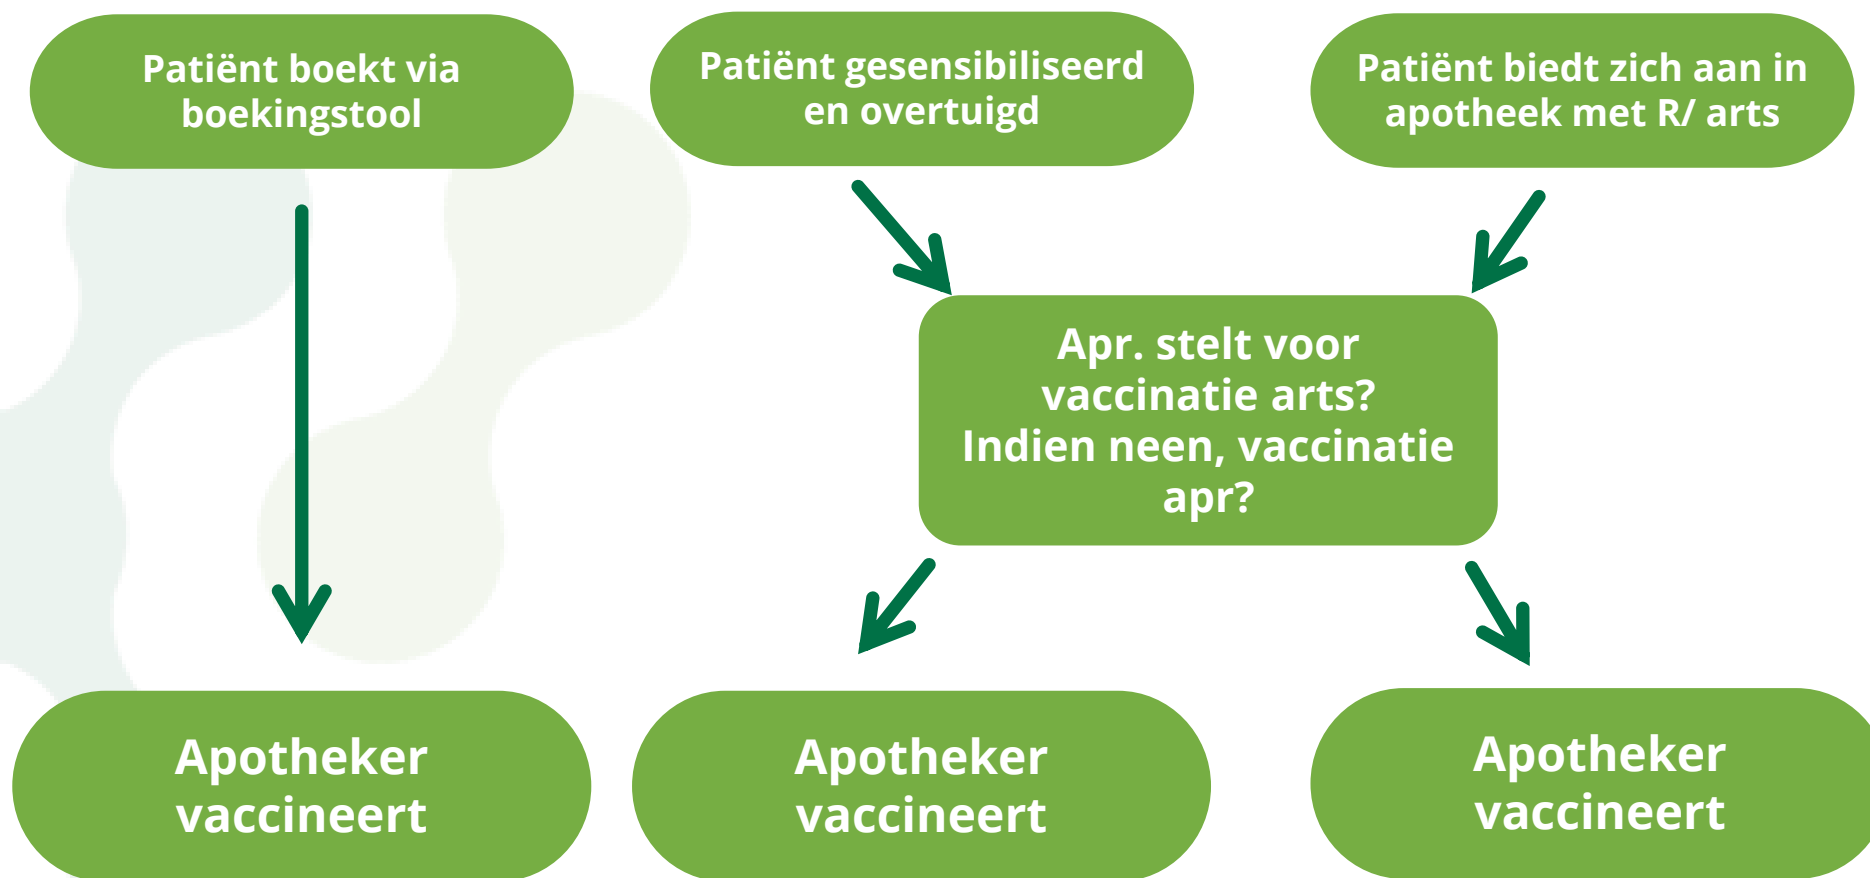 Patiënt boekt via
boekingstool
Patiënt gesensibiliseerd
en overtuigd
Patiënt biedt zich aan in
apotheek met R/ arts
Apr. stelt voor
vaccinatie arts?
Indien neen, vaccinatie
apr?
Apotheker
vaccineert
Apotheker
vaccineert
Apotheker
vaccineert